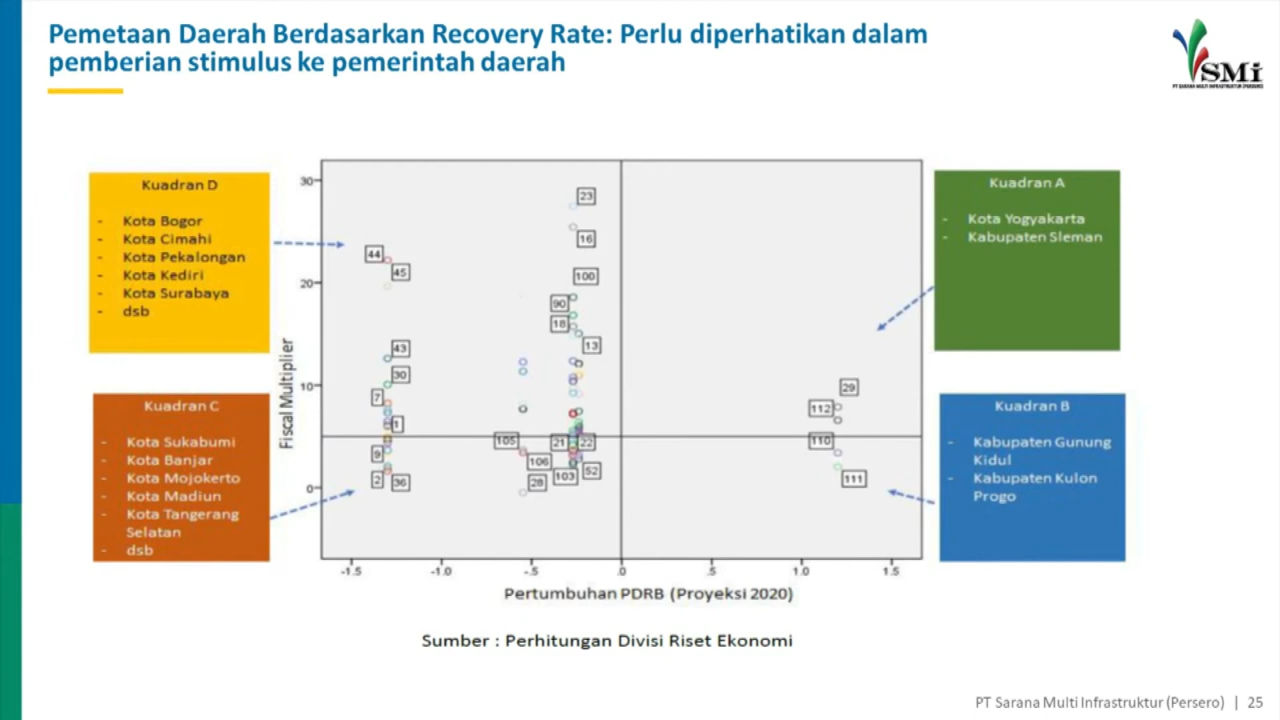 Pemetaan Daerah Berdasarkan Recovery Rate: Perlu diperhatikan dalam
pemberian stimulus ke pemerintah daerah
SMi
PT SARANA MULTI INFRASTRUKTUR (PERSERO)
Kuadran D
- Kota Bogor
- Kota Cimahi
- Kota Pekalongan
- Kota Kediri
- Kota Surabaya
- dsb
Kuadran C
- Kota Sukabumi
- Kota Banjar
- Kota Mojokerto
- Kota Madiun
- Kota Tangerang
Selatan
- dsb
Fiscal Multiplier
30
20
10
0
23
16
44
45
100
90
18
13
43
30
7
1
29
112
105
21
22
110
9
106
103
52
2
36
28
111
-1.5
-1.0
-.5
.0
.5
1.0
1.5
Pertumbuhan PDRB (Proyeksi 2020)
Kuadran A
- Kota Yogyakarta
- Kabupaten Sleman
Kuadran B
- Kabupaten Gunung
Kidul
- Kabupaten Kulon
Progo
Sumber : Perhitungan Divisi Riset Ekonomi
PT Sarana Multi Infrastruktur (Persero) | 25